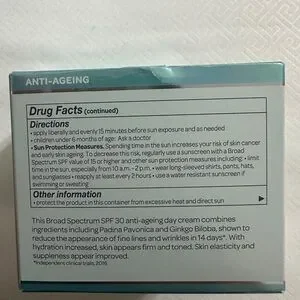 ANTI-AGEING
Drug Facts (continued)
Directions
• apply liberally and evenly 15 minutes before sun exposure and as needed
• children under 6 months of age: Ask a doctor
• Sun Protection Measures. Spending time in the sun increases your risk of skin cancer
and early skin ageing. To decrease this risk, regularly use a sunscreen with a Broad
Spectrum SPF value of 15 or higher and other sun protection measures including: • limit
time in the sun, especially from 10 a.m.–2 p.m. • wear long-sleeved shirts, pants, hats,
and sunglasses • reapply at least every 2 hours • use a water resistant sunscreen if
swimming or sweating
Other information
• protect the product in this container from excessive heat and direct sun
This Broad Spectrum SPF 30 anti-ageing day cream combines
ingredients including Padina Pavonica and Ginkgo Biloba, shown to
reduce the appearance of fine lines and wrinkles in 14 days*. With
hydration increased, skin appears firm and toned. Skin elasticity and
suppleness appear improved.
*Independent clinical trials, 2016